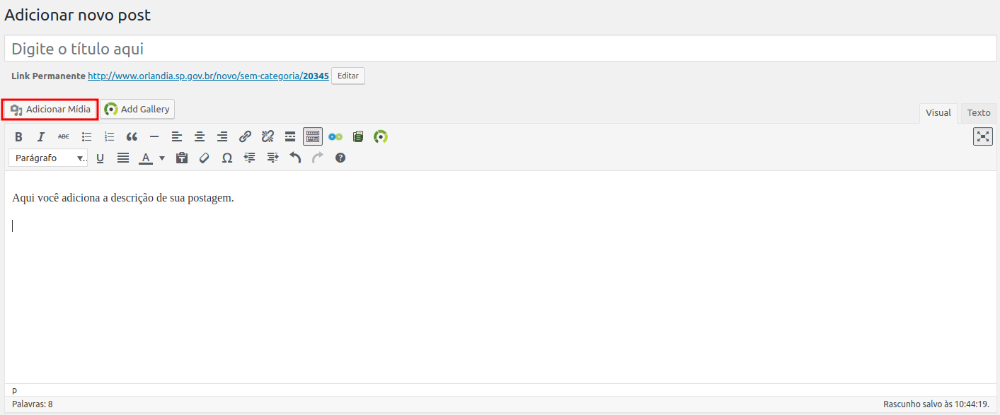 Adicionar novo post
Digite o título aqui
Link Permanente http://www.orlandia.sp.gov.br/novo/sem-categoria/20345 Editar
Adicionar Mídia Add Gallery Visual Texto
B I ABC
Parágrafo U A Ω
Aqui você adiciona a descrição de sua postagem.
p
Palavras: 8 Rascunho salvo às 10:44:19.